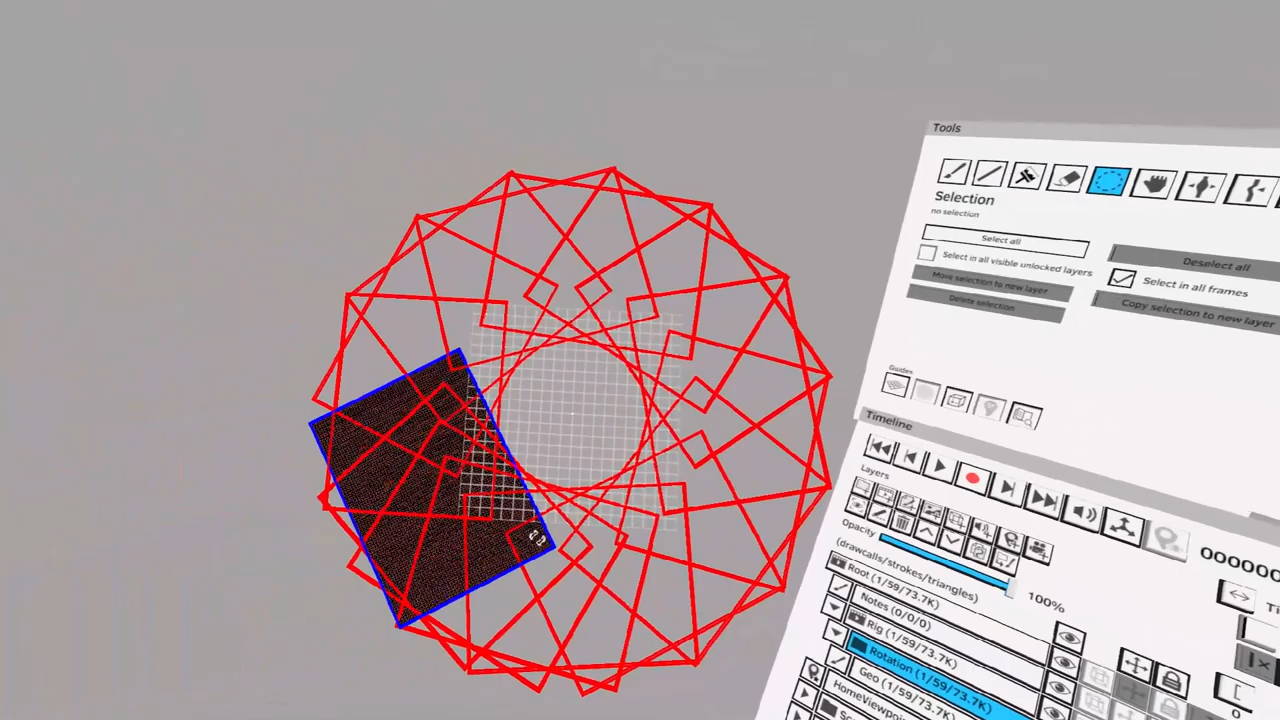 Tools
Selection
no selection
Select all
Deselect all
Select in all visible unlocked layers
Select in all frames
Move selection to new layer
Copy selection to new layer
Delete selection
Guides
Timeline
Layers
Opacity
100%
(drawcalls/strokes/triangles)
Root (1/59/73.7K)
Notes (0/0/0)
Rig (1/59/73.7K)
Rotation (1/59/73.7K)
Geo (1/59/73.7K)